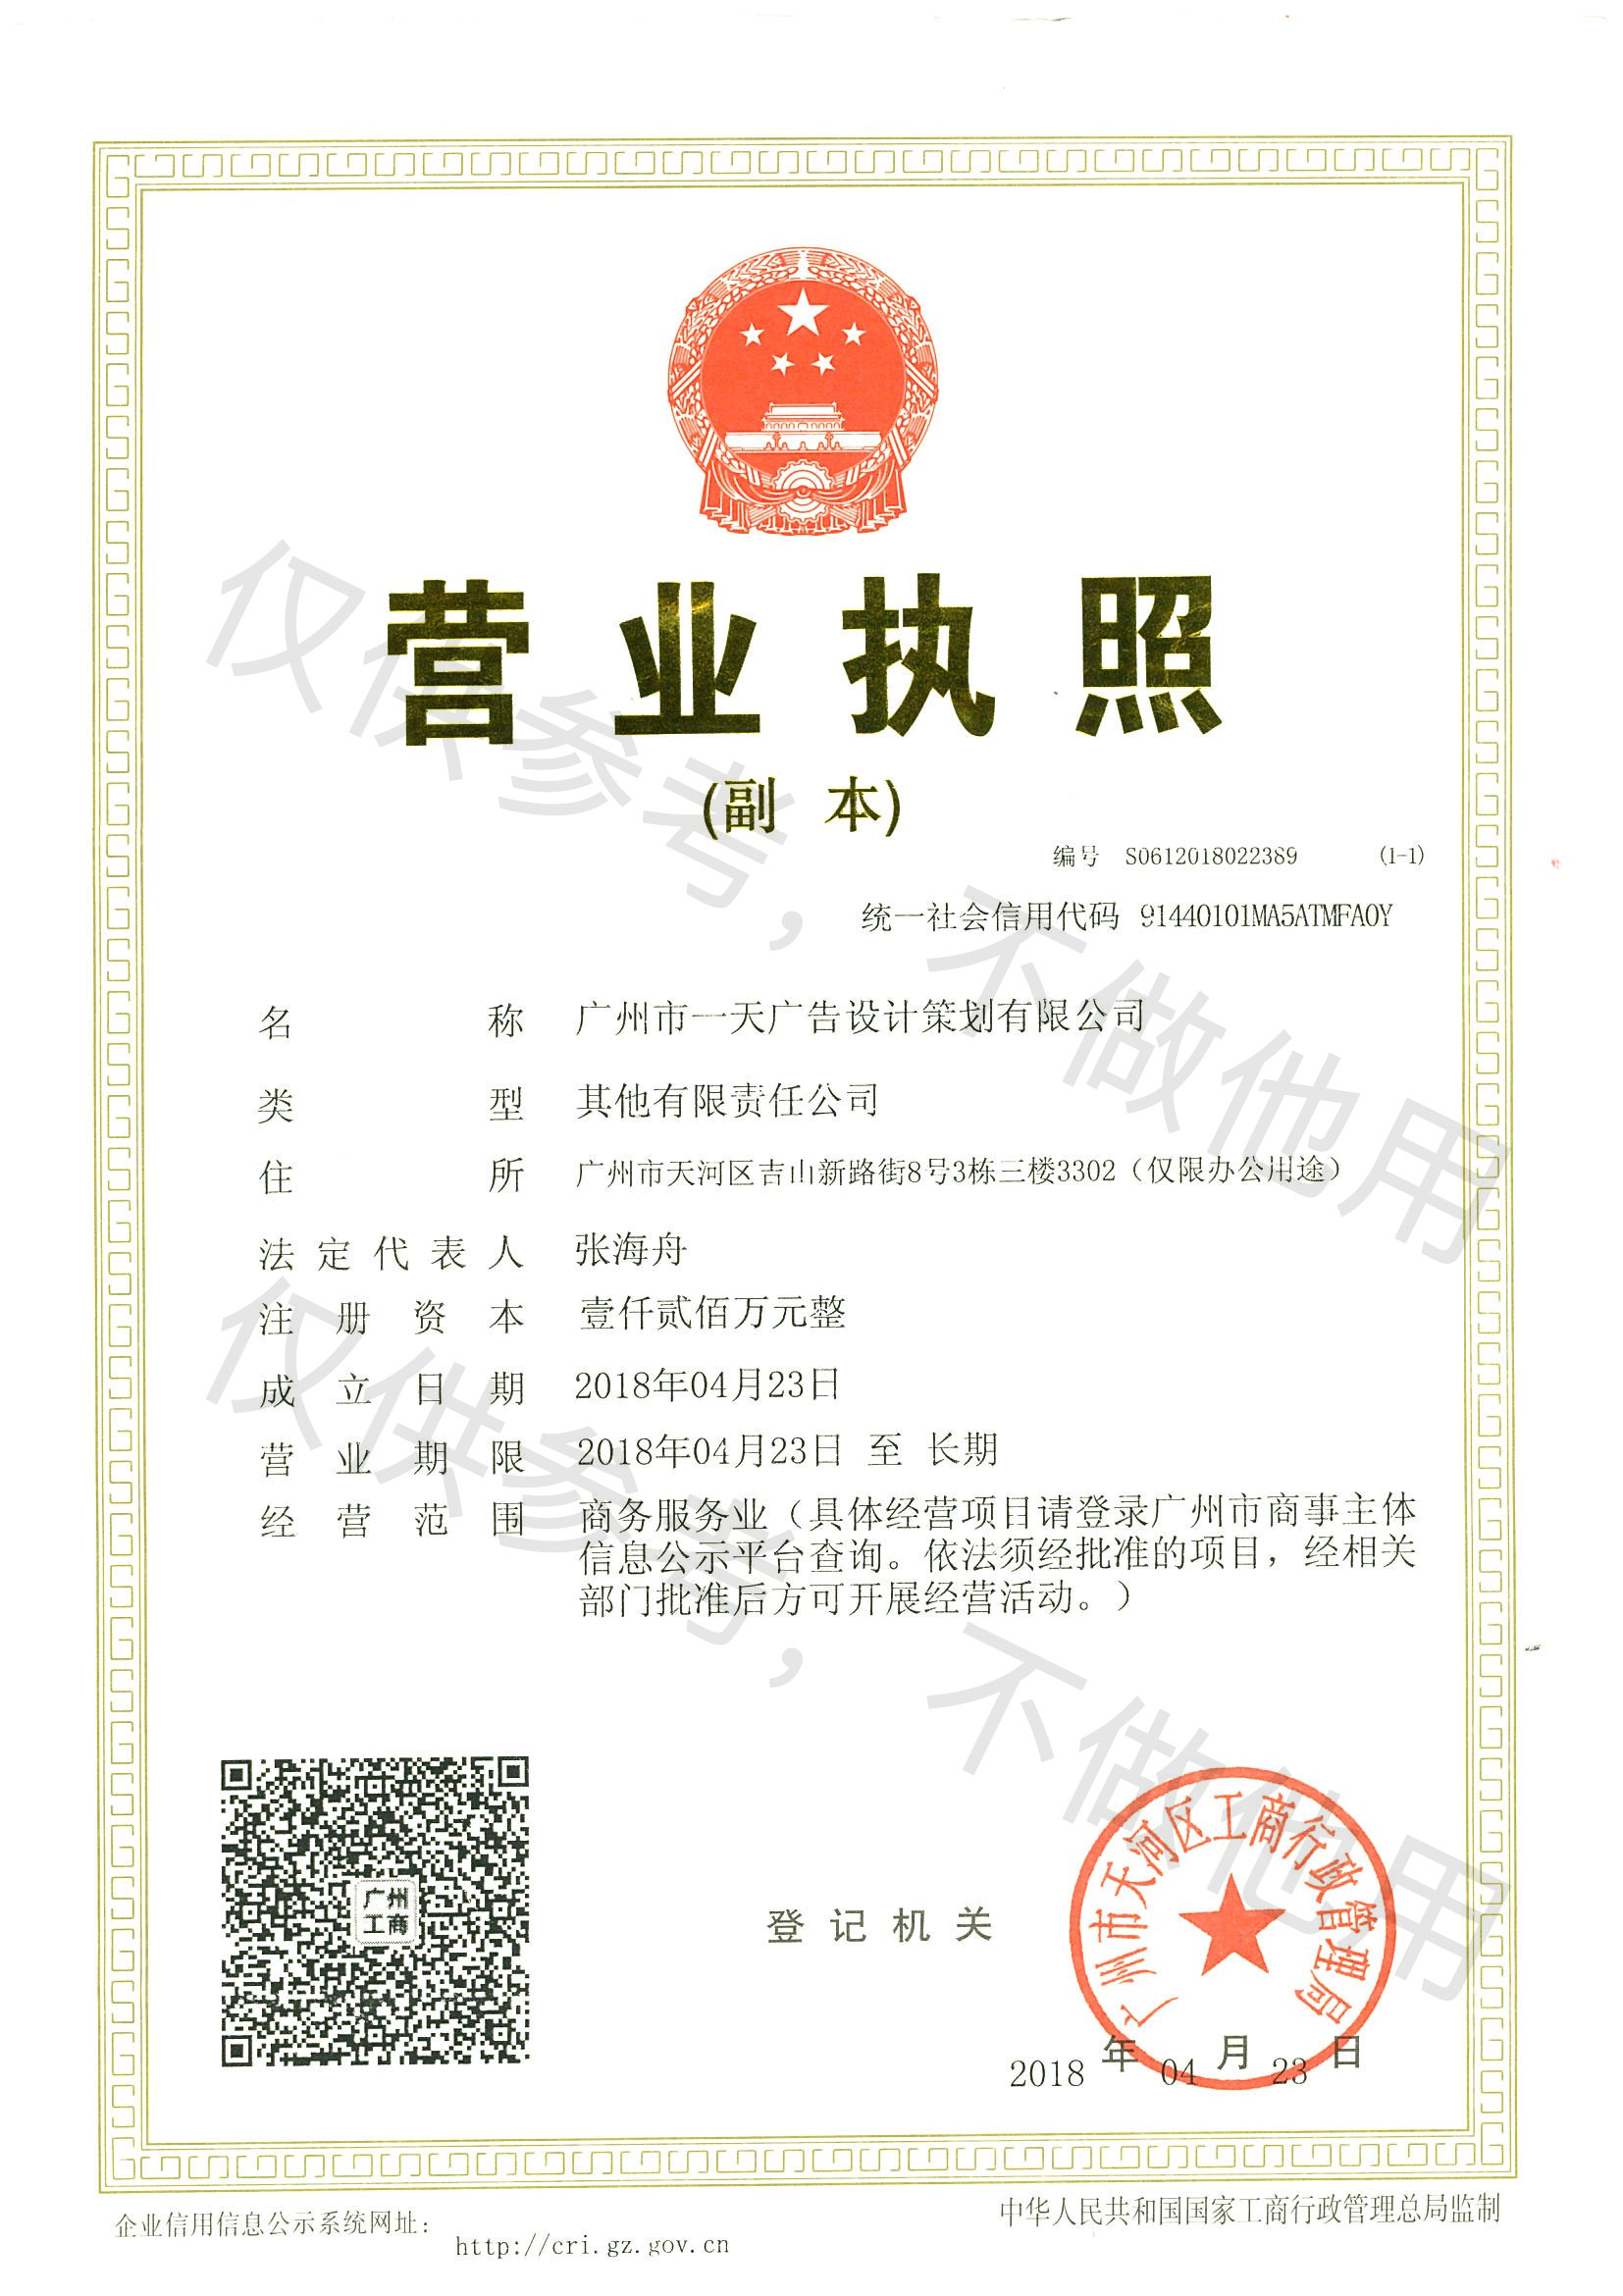 营业执照
(副 本)
编号 S0612018022389 (1-1)
统一社会信用代码 91440101MA5ATMFA0Y
名称 广州市一天广告设计策划有限公司
类型 其他有限责任公司
住所 广州市天河区吉山新路街8号3栋三楼3302（仅限办公用途）
法定代表人 张海舟
注册资本 壹仟贰佰万元整
成立日期 2018年04月23日
营业期限 2018年04月23日 至 长期
经营范围 商务服务业（具体经营项目请登录广州市商事主体
信息公示平台查询。依法须经批准的项目，经相关
部门批准后方可开展经营活动。）
仅供参考，不做他用
仅供参考，不做他用
广州
工商
登记机关
广州市天河区工商行政管理局
2018 年 04 月 23 日
企业信用信息公示系统网址：
http://cri.gz.gov.cn
中华人民共和国国家工商行政管理总局监制